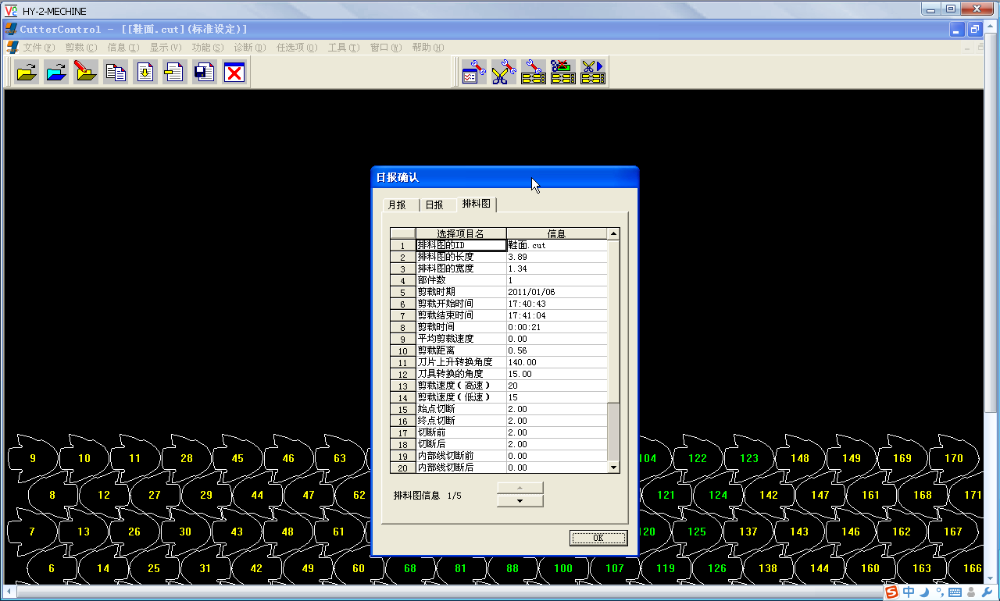 HY-2-MECHINE
CutterControl - [[鞋面.cut](标准设定)]
文件(F) 剪裁(C) 信息(I) 显示(V) 功能(S) 诊断(D) 任选项(O) 工具(T) 窗口(W) 帮助(H)
日报确认
月报 日报 排料图
选择项目名 信息
1 排料图的ID 鞋面.cut
2 排料图的长度 3.89
3 排料图的宽度 1.34
4 部件数 1
5 剪裁时期 2011/01/06
6 剪裁开始时间 17:40:43
7 剪裁结束时间 17:41:04
8 剪裁时间 0:00:21
9 平均剪裁速度 0.00
10 剪裁距离 0.56
11 刀片上升转换角度 140.00
12 刀具转换的角度 15.00
13 剪裁速度(高速) 20
14 剪裁速度(低速) 15
15 始点切断 2.00
16 终点切断 2.00
17 切断前 2.00
18 切断后 2.00
19 内部线切断前 0.00
20 内部线切断后 0.00
排料图信息 1/5
OK
9 10 11 28 45 46 63 104 122 123 148 149 169 170
8 12 27 29 44 47 62 121 124 142 147 161 168 171
7 13 26 30 43 48 61 120 125 137 143 146 162 167
6 14 25 31 42 49 60 68 81 88 100 107 119 126 138 144 160 163 166
中